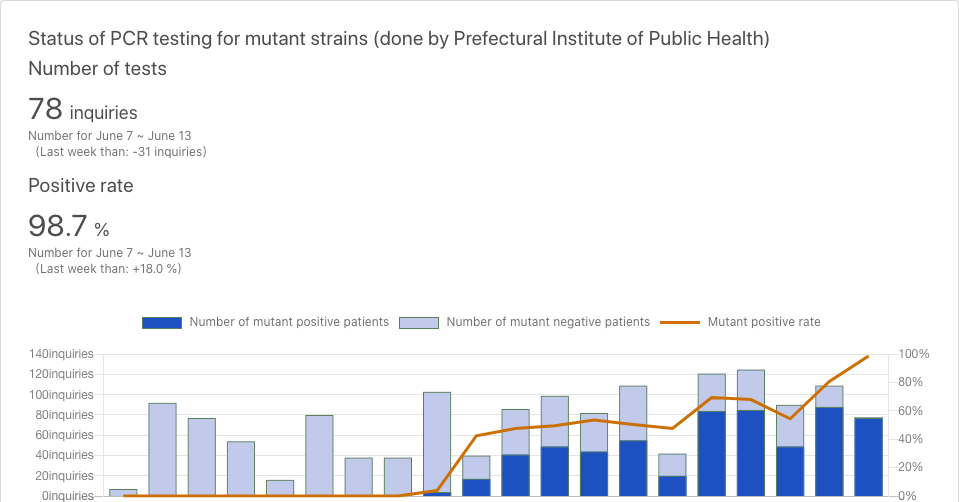 Status of PCR testing for mutant strains (done by Prefectural Institute of Public Health)
Number of tests
78 inquiries
Number for June 7 ~ June 13
(Last week than: -31 inquiries)
Positive rate
98.7 %
Number for June 7 ~ June 13
(Last week than: +18.0 %)
Number of mutant positive patients Number of mutant negative patients Mutant positive rate
140inquiries 100%
120inquiries 80%
100inquiries
80inquiries 60%
60inquiries 40%
40inquiries
20inquiries 20%
0inquiries 0%